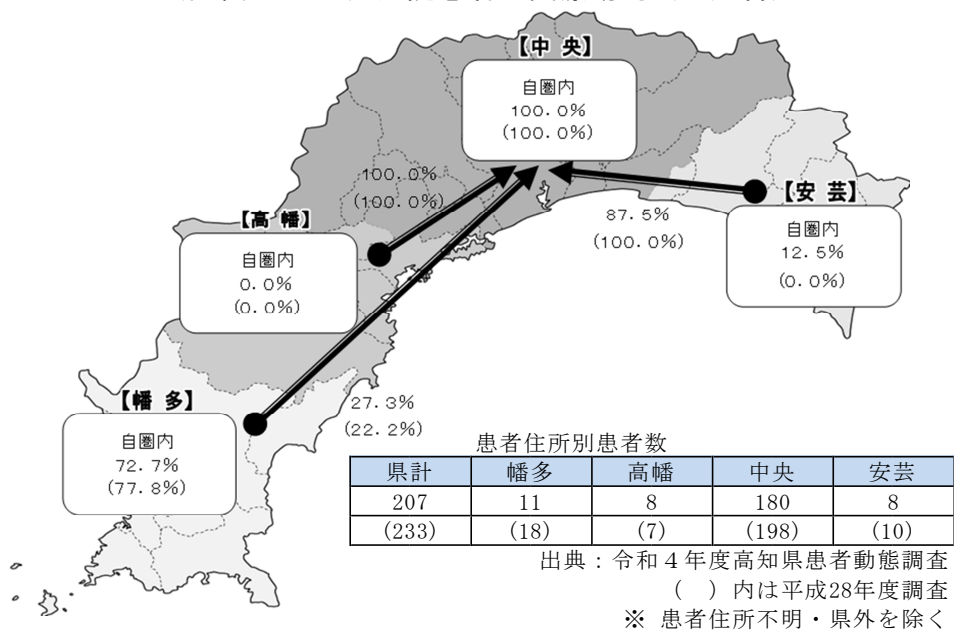 【中 央】
自圏内
100.0%
(100.0%)
100.0%
(100.0%)
【安 芸】
自圏内
12.5%
(0.0%)
87.5%
(100.0%)
【高 幡】
自圏内
0.0%
(0.0%)
【幡 多】
自圏内
72.7%
(77.8%)
27.3%
(22.2%)
患者住所別患者数
県計 幡多 高幡 中央 安芸
207 11 8 180 8
(233) (18) (7) (198) (10)
出典：令和４年度高知県患者動態調査
(　) 内は平成28年度調査
※ 患者住所不明・県外を除く